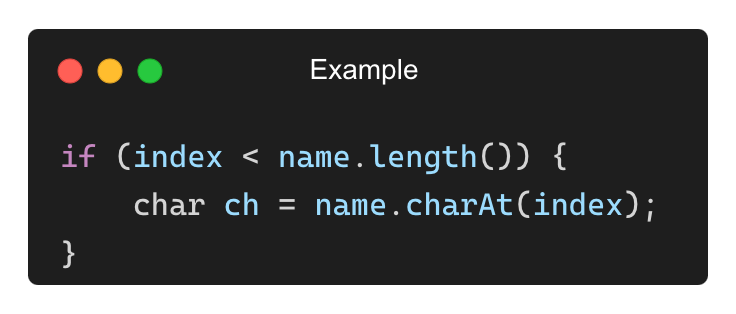 Example
if (index < name.length()) {
    char ch = name.charAt(index);
}